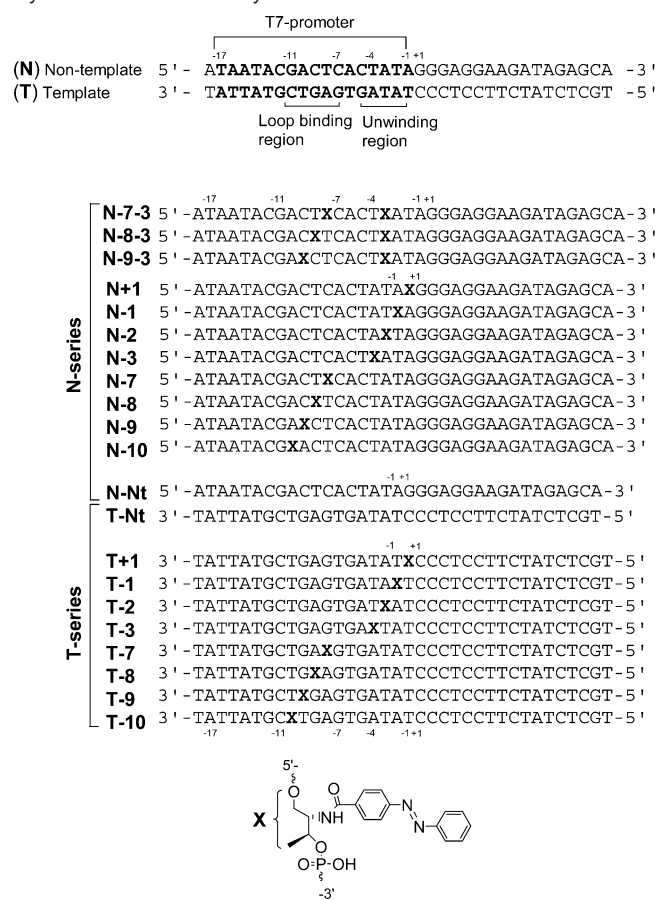 T7-promoter
-17 -11 -7 -4 -1 +1
(N) Non-template 5'- ATAATACGACTCACTATAGGGAGGAAGATAGAGCA -3'
(T) Template 3'- TATTATGCTGAGTGATATCCCTCCTTCTATCTCGT -5'
Loop binding region
Unwinding region
N-series
-17 -11 -7 -4 -1 +1
N-7-3 5'-ATAATACGACTXCACTXATAGGGAGGAAGATAGAGCA-3'
N-8-3 5'-ATAATACGACXTCACTXATAGGGAGGAAGATAGAGCA-3'
N-9-3 5'-ATAATACGAXCTCACTXATAGGGAGGAAGATAGAGCA-3'
-1 +1
N+1 5'-ATAATACGACTCACTATAXGGGAGGAAGATAGAGCA-3'
N-1 5'-ATAATACGACTCACTATXAGGGAGGAAGATAGAGCA-3'
N-2 5'-ATAATACGACTCACTAXTAGGGAGGAAGATAGAGCA-3'
N-3 5'-ATAATACGACTCACTXATAGGGAGGAAGATAGAGCA-3'
N-7 5'-ATAATACGACTXCACTATAGGGAGGAAGATAGAGCA-3'
N-8 5'-ATAATACGACXTCACTATAGGGAGGAAGATAGAGCA-3'
N-9 5'-ATAATACGAXCTCACTATAGGGAGGAAGATAGAGCA-3'
N-10 5'-ATAATACGXACTCACTATAGGGAGGAAGATAGAGCA-3'
-1 +1
N-Nt 5'-ATAATACGACTCACTATAGGGAGGAAGATAGAGCA-3'
T-series
T-Nt 3'-TATTATGCTGAGTGATATCCCTCCTTCTATCTCGT-5'
-1 +1
T+1 3'-TATTATGCTGAGTGATATXCCCTCCTTCTATCTCGT-5'
T-1 3'-TATTATGCTGAGTGATAXTCCCTCCTTCTATCTCGT-5'
T-2 3'-TATTATGCTGAGTGATXATCCCTCCTTCTATCTCGT-5'
T-3 3'-TATTATGCTGAGTGAXTATCCCTCCTTCTATCTCGT-5'
T-7 3'-TATTATGCTGAXGTGATATCCCTCCTTCTATCTCGT-5'
T-8 3'-TATTATGCTGXAGTGATATCCCTCCTTCTATCTCGT-5'
T-9 3'-TATTATGCTXGAGTGATATCCCTCCTTCTATCTCGT-5'
T-10 3'-TATTATGCXTGAGTGATATCCCTCCTTCTATCTCGT-5'
-17 -11 -7 -4 -1 +1
5'-
O
O
X
NH
N
N
O
O=P-OH
-3'